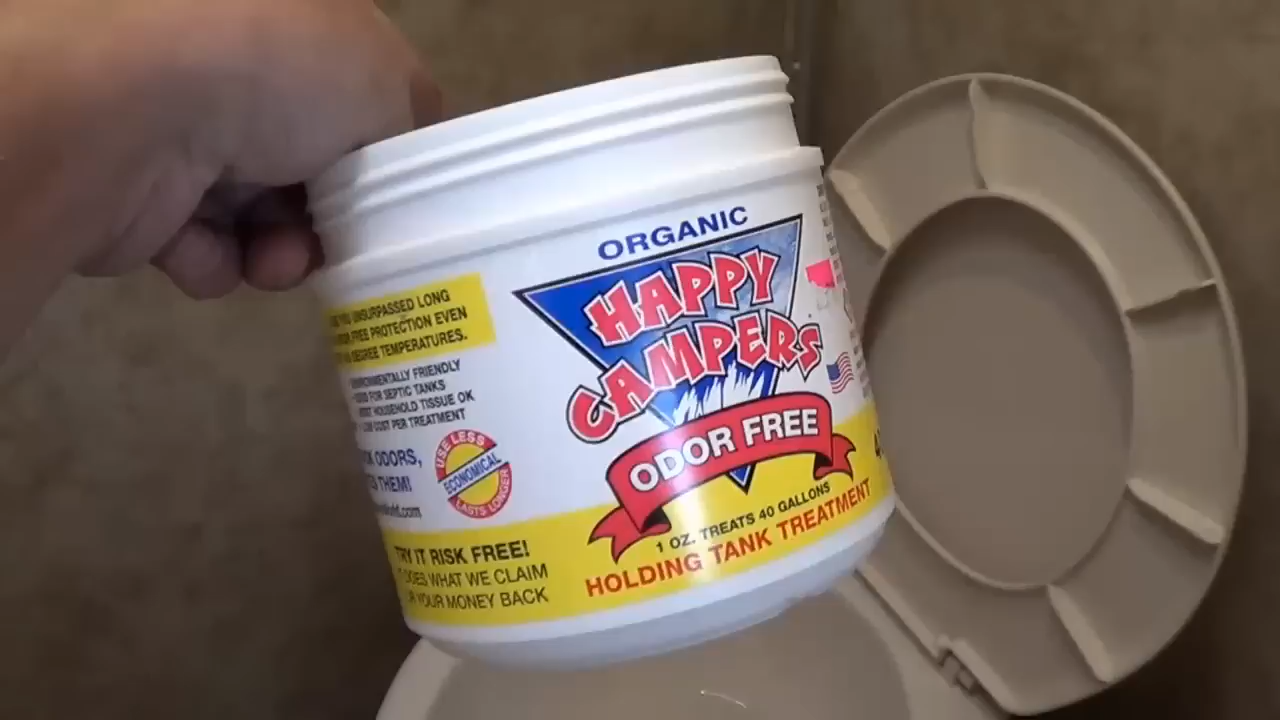 UNSURPASSED LONG
FREE PROTECTION EVEN
DEGREE TEMPERATURES.
ENVIRONMENTALLY FRIENDLY
FOR SEPTIC TANKS
HOUSEHOLD TISSUE OK
COST PER TREATMENT
ODORS,
THEM!
USE LESS
ECONOMICAL
LASTS LONGER
TRY IT RISK FREE!
DOES WHAT WE CLAIM
YOUR MONEY BACK
ORGANIC
HAPPY
CAMPERS
ODOR FREE
1 OZ. TREATS 40 GALLONS
HOLDING TANK TREATMENT